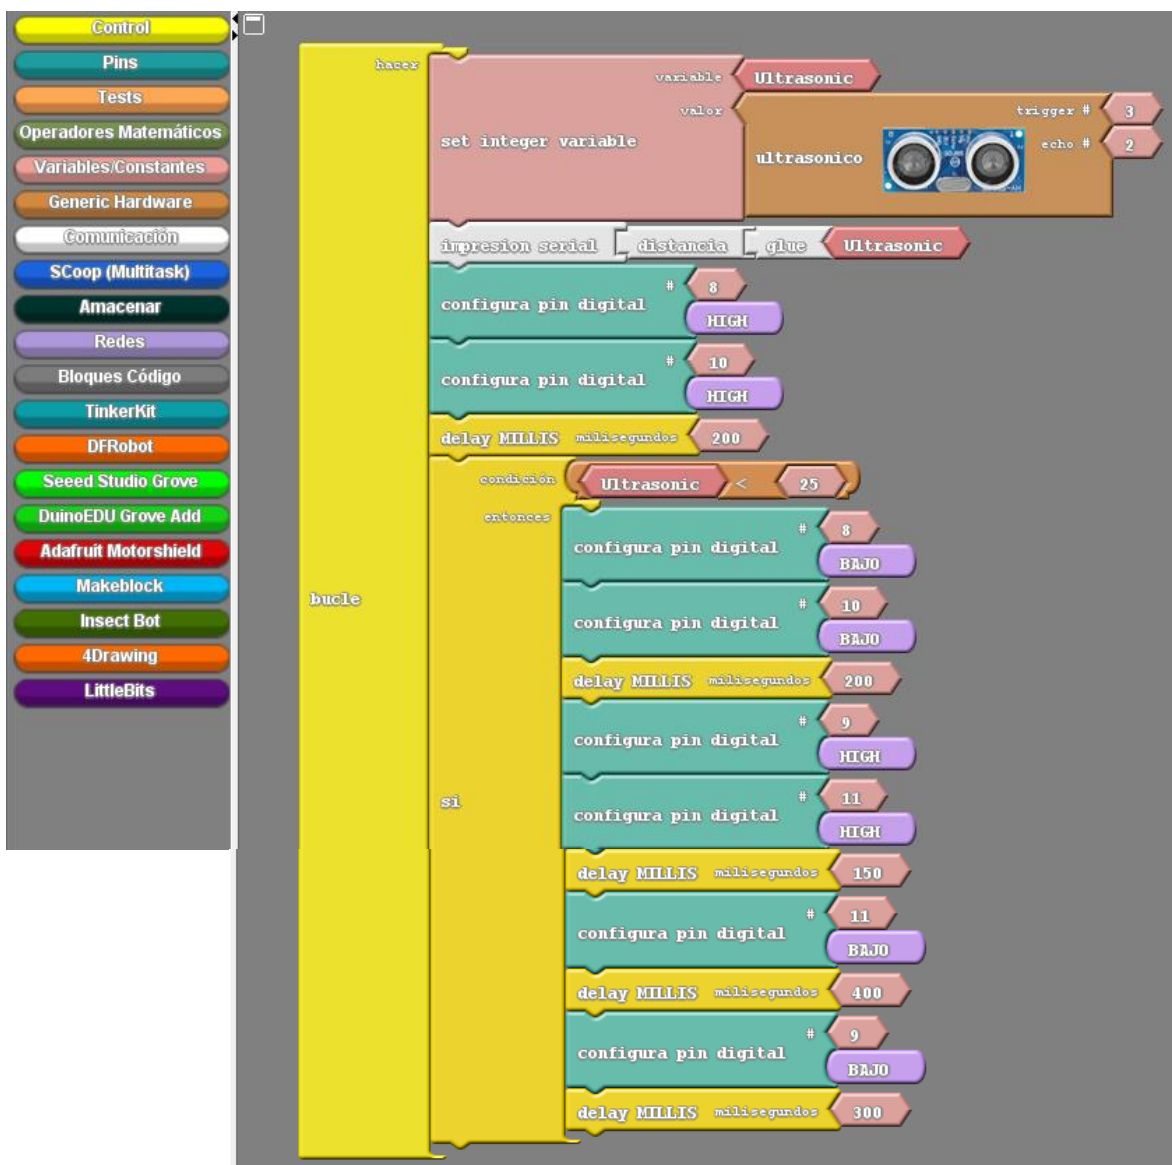 Control
Pins
Tests
Operadores Matemáticos
Variables/Constantes
Generic Hardware
Comunicación
SCoop (Multitask)
Amacenar
Redes
Bloques Código
TinkerKit
DFRobot
Seeed Studio Grove
DuinoEDU Grove Add
Adafruit Motorshield
Makeblock
Insect Bot
4Drawing
LittleBits
bucle
hacer
set integer variable
variable Ultrasonic
valor
ultrasonico
trigger # 3
echo # 2
impresion serial distancia glue Ultrasonic
configura pin digital # 8
HIGH
configura pin digital # 10
HIGH
delay MILLIS milisegundos 200
si
condición Ultrasonic < 25
entonces
configura pin digital # 8
BAJO
configura pin digital # 10
BAJO
delay MILLIS milisegundos 200
configura pin digital # 9
HIGH
configura pin digital # 11
HIGH
delay MILLIS milisegundos 150
configura pin digital # 11
BAJO
delay MILLIS milisegundos 400
configura pin digital # 9
BAJO
delay MILLIS milisegundos 300